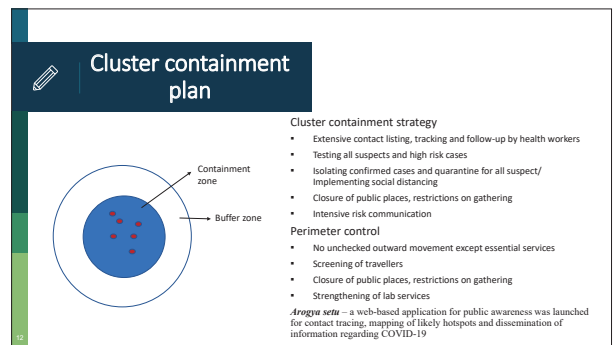 Cluster containment
plan
Containment
zone
Buffer zone
Cluster containment strategy
▪ Extensive contact listing, tracking and follow-up by health workers
▪ Testing all suspects and high risk cases
▪ Isolating confirmed cases and quarantine for all suspect/
Implementing social distancing
▪ Closure of public places, restrictions on gathering
▪ Intensive risk communication
Perimeter control
▪ No unchecked outward movement except essential services
▪ Screening of travellers
▪ Closure of public places, restrictions on gathering
▪ Strengthening of lab services
Arogya setu – a web-based application for public awareness was launched
for contact tracing, mapping of likely hotspots and dissemination of
information regarding COVID-19
12